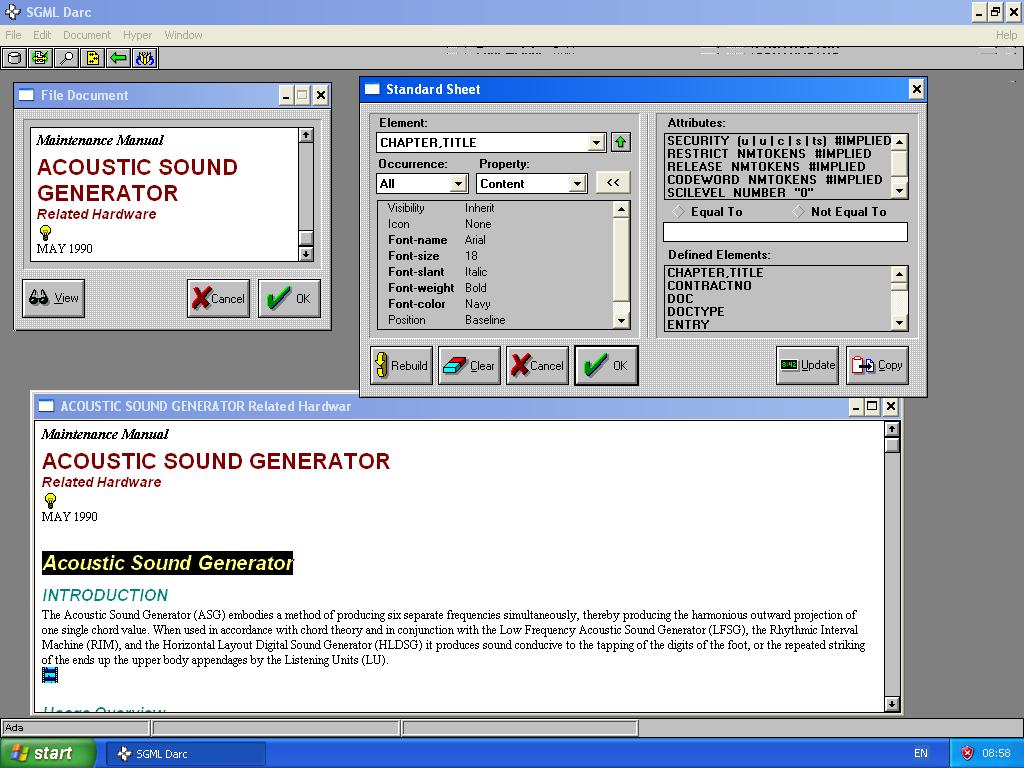 SGML Darc
File Edit Document Hyper Window Help
File Document
Maintenance Manual
ACOUSTIC SOUND
GENERATOR
Related Hardware
MAY 1990
View Cancel OK
Standard Sheet
Element:
CHAPTER,TITLE
Occurrence: Property:
All Content <<
Visibility Inherit
Icon None
Font-name Arial
Font-size 18
Font-slant Italic
Font-weight Bold
Font-color Navy
Position Baseline
Attributes:
SECURITY (u | u | c | s | ts) #IMPLIED
RESTRICT NMTOKENS #IMPLIED
RELEASE NMTOKENS #IMPLIED
CODEWORD NMTOKENS #IMPLIED
SCILEVEL NUMBER "0"
Equal To Not Equal To
Defined Elements:
CHAPTER,TITLE
CONTRACTNO
DOC
DOCTYPE
ENTRY
Rebuild Clear Cancel OK Update Copy
ACOUSTIC SOUND GENERATOR Related Hardwar
Maintenance Manual
ACOUSTIC SOUND GENERATOR
Related Hardware
MAY 1990
Acoustic Sound Generator
INTRODUCTION
The Acoustic Sound Generator (ASG) embodies a method of producing six separate frequencies simultaneously, thereby producing the harmonious outward projection of
one single chord value. When used in accordance with chord theory and in conjunction with the Low Frequency Acoustic Sound Generator (LFSG), the Rhythmic Interval
Machine (RIM), and the Horizontal Layout Digital Sound Generator (HLDSG) it produces sound conducive to the tapping of the digits of the foot, or the repeated striking
of the ends up the upper body appendages by the Listening Units (LU).
Usage Overview
Ada
start SGML Darc EN 08:58